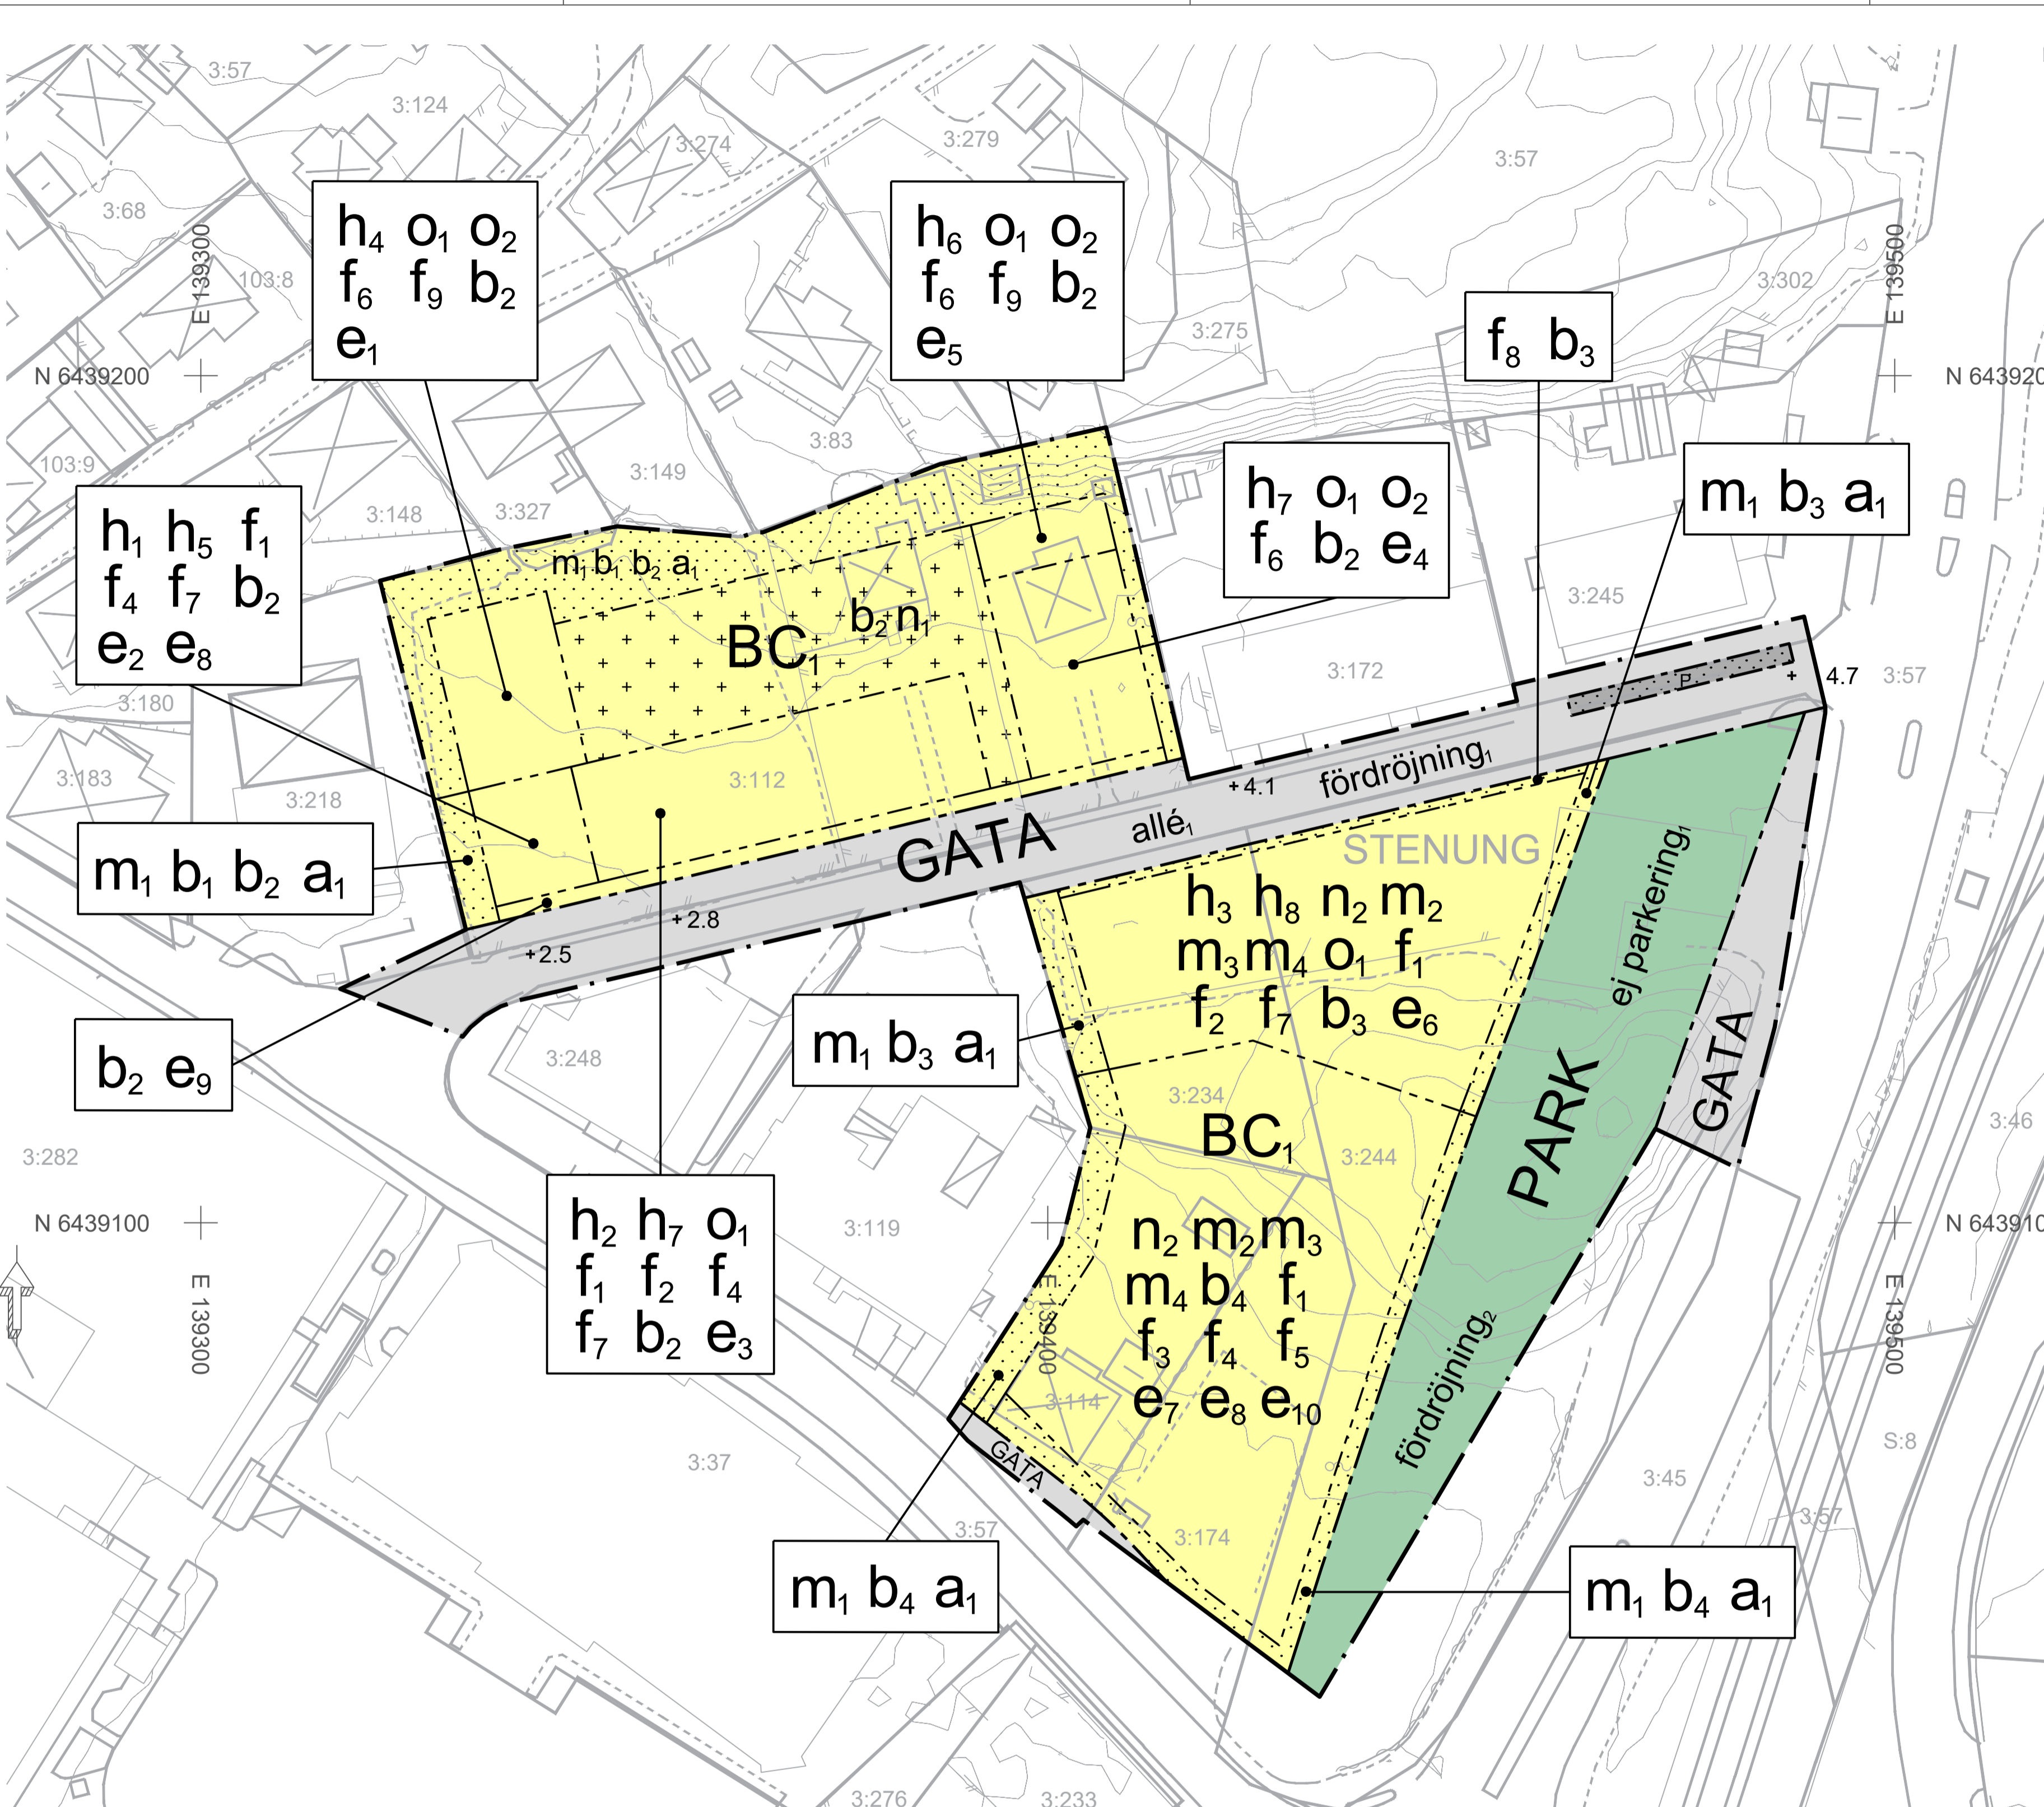 3:57
3:124
3:274
3:279
3:57
3:68
103:8
E 139300
h₄ o₁ o₂
f₆ f₉ b₂
e₁
h₆ o₁ o₂
f₆ f₉ b₂
e₅
3:302
E 139500
3:275
f₈ b₃
N 6439200
N 643920
3:83
103:9
3:149
3:148
3:327
h₇ o₁ o₂
f₆ b₂ e₄
m₁ b₃ a₁
h₁ h₅ f₁
f₄ f₇ b₂
e₂ e₈
m₁ b₁ b₂ a₁
b₂ n₁
BC₁
3:245
3:172
P
+ 4.7
3:57
3:180
3:183
3:218
3:112
+4.1
fördröjning₁
allé₁
GATA
STENUNG
ej parkering₁
m₁ b₁ b₂ a₁
+2.8
+2.5
h₃ h₈ n₂ m₂
m₃ m₄ o₁ f₁
f₂ f₇ b₃ e₆
b₂ e₉
3:248
m₁ b₃ a₁
3:234
BC₁
3:244
PARK
GATA
3:46
3:282
N 6439100
N 643910
3:119
h₂ h₇ o₁
f₁ f₂ f₄
f₇ b₂ e₃
n₂ m₂ m₃
m₄ b₄ f₁
f₃ f₄ f₅
e₇ e₈ e₁₀
E 139300
E 139400
E 139500
3:114
fördröjning₂
GATA
3:37
3:45
S:8
3:57
3:174
3:57
m₁ b₄ a₁
m₁ b₄ a₁
3:276
3:233